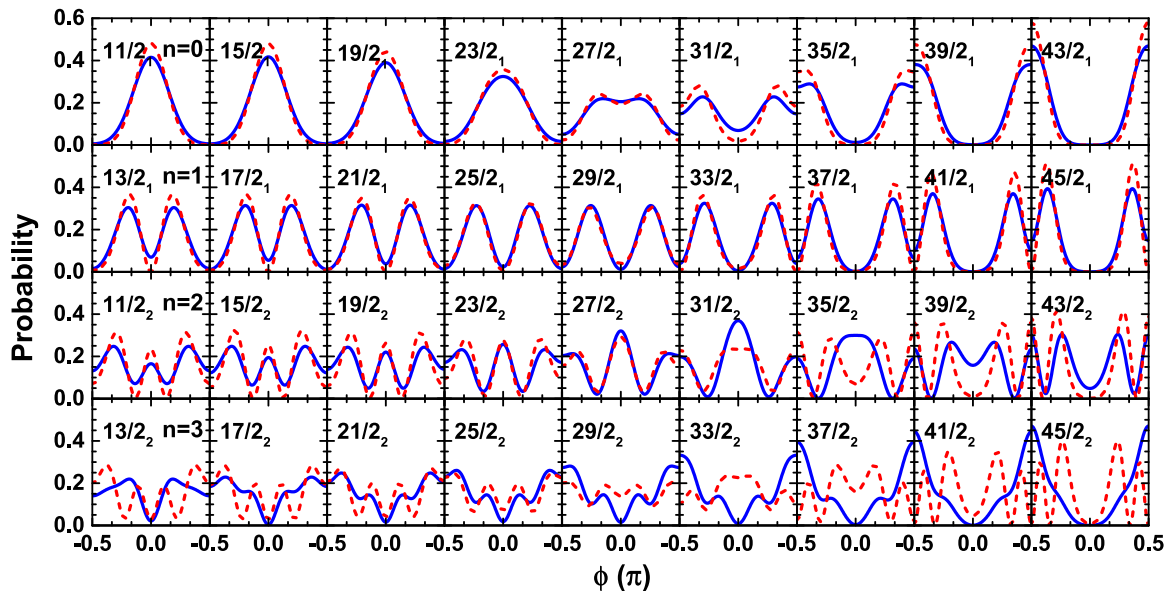 0.6
0.4
0.2
0.0
11/2₁ n=0 15/2₁ 19/2₁ 23/2₁ 27/2₁ 31/2₁ 35/2₁ 39/2₁ 43/2₁
0.4
0.2
0.0
13/2₁ n=1 17/2₁ 21/2₁ 25/2₁ 29/2₁ 33/2₁ 37/2₁ 41/2₁ 45/2₁
0.4
0.2
0.0
11/2₂ n=2 15/2₂ 19/2₂ 23/2₂ 27/2₂ 31/2₂ 35/2₂ 39/2₂ 43/2₂
0.4
0.2
0.0
13/2₂ n=3 17/2₂ 21/2₂ 25/2₂ 29/2₂ 33/2₂ 37/2₂ 41/2₂ 45/2₂
Probability
-0.5 0.0 -0.5 0.0 -0.5 0.0 -0.5 0.0 -0.5 0.0 -0.5 0.0 -0.5 0.0 -0.5 0.0 -0.5 0.0 0.5
ϕ (π)